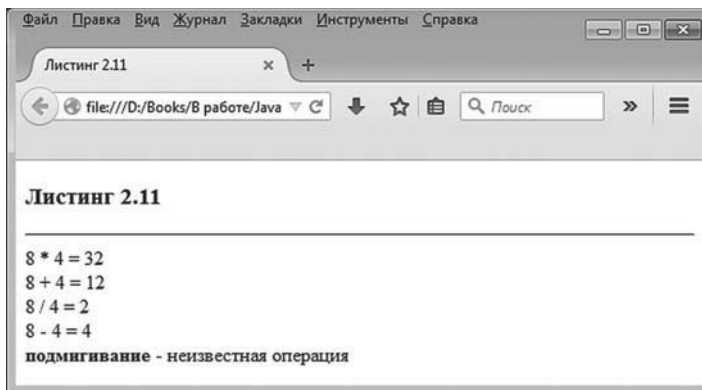 Файл Правка Вид Журнал Закладки Инструменты Справка
Листинг 2.11
file:///D:/Books/В работе/Java
Поиск
Листинг 2.11
8 * 4 = 32
8 + 4 = 12
8 / 4 = 2
8 - 4 = 4
подмигивание - неизвестная операция